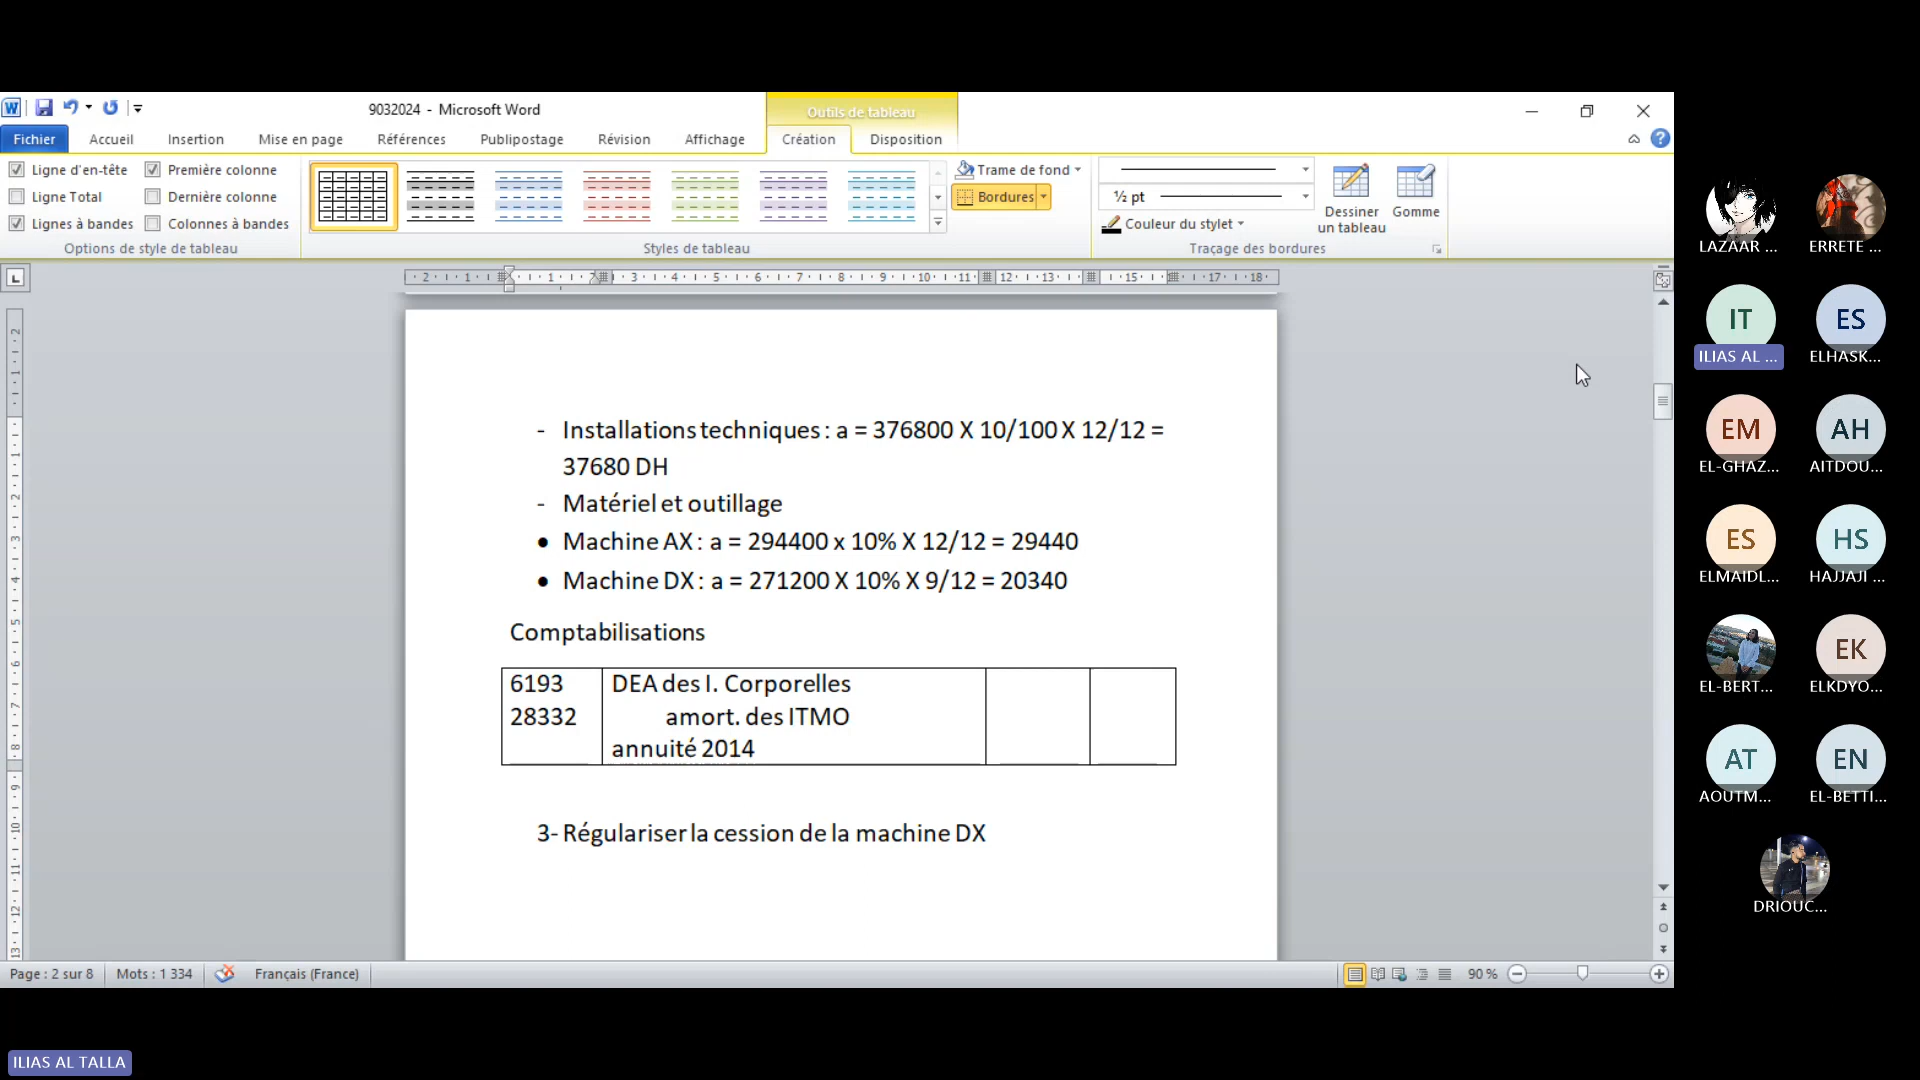 9032024 - Microsoft Word
Outils de tableau
Fichier Accueil Insertion Mise en page Références Publipostage Révision Affichage Création Disposition
Ligne d'en-tête Première colonne
Ligne Total Dernière colonne
Lignes à bandes Colonnes à bandes
Options de style de tableau
Styles de tableau
Trame de fond
Bordures
½ pt
Couleur du stylet
Dessiner un tableau
Gomme
Traçage des bordures
- Installations techniques : a = 376800 X 10/100 X 12/12 =
37680 DH
- Matériel et outillage
• Machine AX : a = 294400 x 10% X 12/12 = 29440
• Machine DX : a = 271200 X 10% X 9/12 = 20340
Comptabilisations
6193 DEA des I. Corporelles
28332 amort. des ITMO
annuité 2014
3- Régulariser la cession de la machine DX
Page : 2 sur 8 Mots : 1 334 Français (France) 90 %
LAZAAR ... ERRETE ...
IT ES
ILIAS AL ... ELHASK...
EM AH
EL-GHAZ... AITDOU...
ES HS
ELMAIDL... HAJJAJI ...
EK
EL-BERT... ELKDYO...
AT EN
AOUTM... EL-BETTI...
DRIOUC...
ILIAS AL TALLA